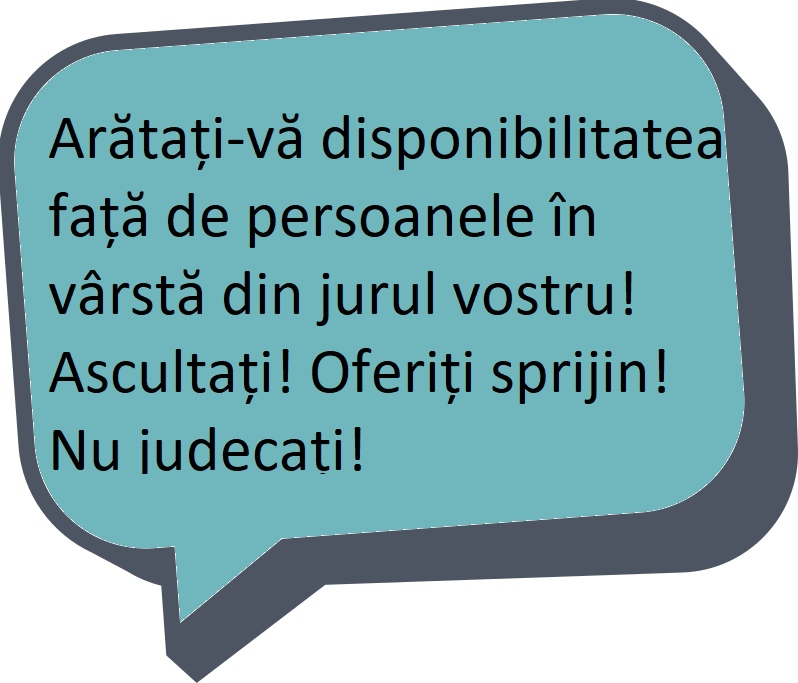 Arătați-vă disponibilitatea
față de persoanele în
vârstă din jurul vostru!
Ascultați! Oferiți sprijin!
Nu judecați!